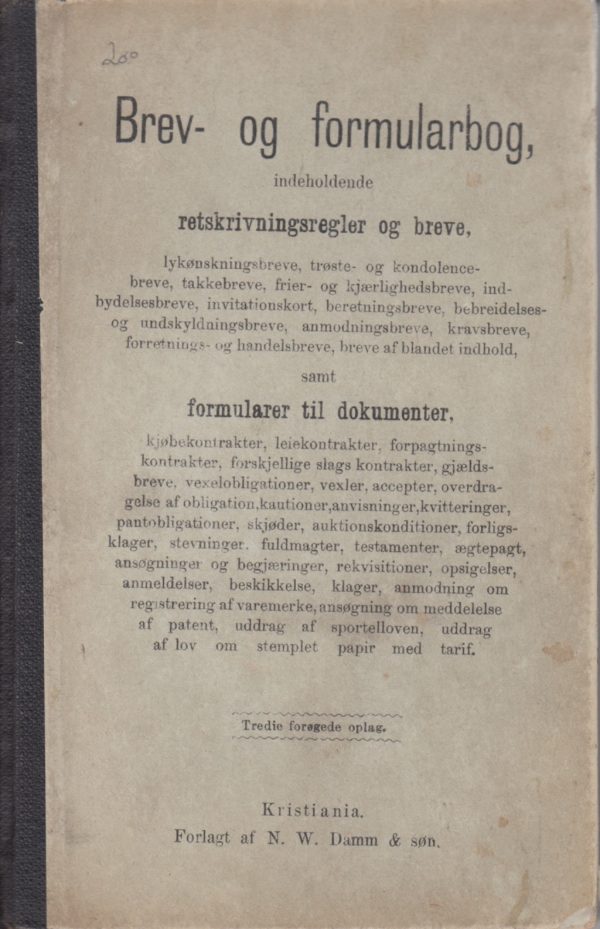 200
Brev- og formularbog,
indeholdende
retskrivningsregler og breve,
lykønskningsbreve, trøste- og kondolence-
breve, takkebreve, frier- og kjærlighedsbreve, ind-
bydelsesbreve, invitationskort, beretningsbreve, bebreidelses-
og undskyldningsbreve, anmodningsbreve, kravsbreve,
forretnings- og handelsbreve, breve af blandet indhold,
samt
formularer til dokumenter,
kjøbekontrakter, leiekontrakter, forpagtnings-
kontrakter, forskjellige slags kontrakter, gjælds-
breve, vexelobligationer, vexler, accepter, overdra-
gelse af obligation, kautioner, anvisninger, kvitteringer,
pantobligationer, skjøder, auktionskonditioner, forligs-
klager, stevninger, fuldmagter, testamenter, ægtepagt,
ansøgninger og begjæringer, rekvisitioner, opsigelser,
anmeldelser, beskikkelse, klager, anmodning om
registrering af varemerke, ansøgning om meddelelse
af patent, uddrag af sportelloven, uddrag
af lov om stemplet papir med tarif.
Tredie forøgede oplag.
Kristiania.
Forlagt af N. W. Damm & søn.